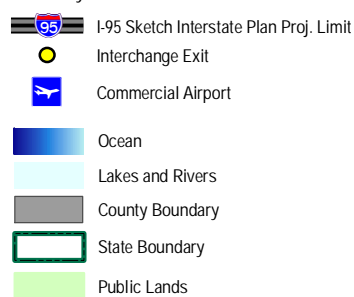 95 I-95 Sketch Interstate Plan Proj. Limit
Interchange Exit
Commercial Airport
Ocean
Lakes and Rivers
County Boundary
State Boundary
Public Lands